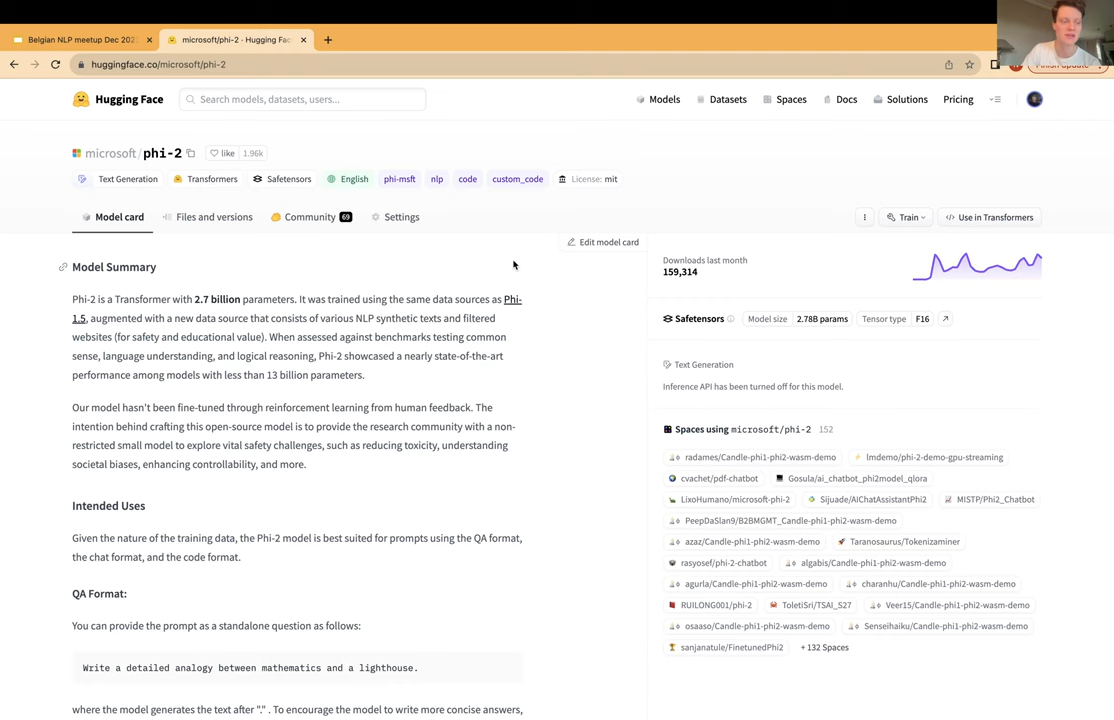 Belgian NLP meetup Dec 202
microsoft/phi-2 · Hugging Fac
huggingface.co/microsoft/phi-2
Finish update
Hugging Face
Search models, datasets, users...
Models
Datasets
Spaces
Docs
Solutions
Pricing
microsoft/phi-2
like 1.96k
Text Generation
Transformers
Safetensors
English
phi-msft
nlp
code
custom_code
License: mit
Model card
Files and versions
Community 69
Settings
Train
Use in Transformers
Edit model card
Model Summary
Phi-2 is a Transformer with 2.7 billion parameters. It was trained using the same data sources as Phi-
1.5, augmented with a new data source that consists of various NLP synthetic texts and filtered
websites (for safety and educational value). When assessed against benchmarks testing common
sense, language understanding, and logical reasoning, Phi-2 showcased a nearly state-of-the-art
performance among models with less than 13 billion parameters.
Our model hasn't been fine-tuned through reinforcement learning from human feedback. The
intention behind crafting this open-source model is to provide the research community with a non-
restricted small model to explore vital safety challenges, such as reducing toxicity, understanding
societal biases, enhancing controllability, and more.
Intended Uses
Given the nature of the training data, the Phi-2 model is best suited for prompts using the QA format,
the chat format, and the code format.
QA Format:
You can provide the prompt as a standalone question as follows:
Write a detailed analogy between mathematics and a lighthouse.
where the model generates the text after "." . To encourage the model to write more concise answers,
Downloads last month
159,314
Safetensors
Model size 2.78B params
Tensor type F16
Text Generation
Inference API has been turned off for this model.
Spaces using microsoft/phi-2 152
radames/Candle-phi1-phi2-wasm-demo
lmdemo/phi-2-demo-gpu-streaming
cvachet/pdf-chatbot
Gosula/ai_chatbot_phi2model_qlora
LixoHumano/microsoft-phi-2
Sijuade/AIChatAssistantPhi2
MISTP/Phi2_Chatbot
PeepDaSlan9/B2BMGMT_Candle-phi1-phi2-wasm-demo
azaz/Candle-phi1-phi2-wasm-demo
Taranosaurus/Tokenizaminer
rasyosef/phi-2-chatbot
algabis/Candle-phi1-phi2-wasm-demo
agurla/Candle-phi1-phi2-wasm-demo
charanhu/Candle-phi1-phi2-wasm-demo
RUILONG001/phi-2
ToletiSri/TSAI_S27
Veer15/Candle-phi1-phi2-wasm-demo
osaaso/Candle-phi1-phi2-wasm-demo
Senseihaiku/Candle-phi1-phi2-wasm-demo
sanjanatule/FinetunedPhi2
+ 132 Spaces